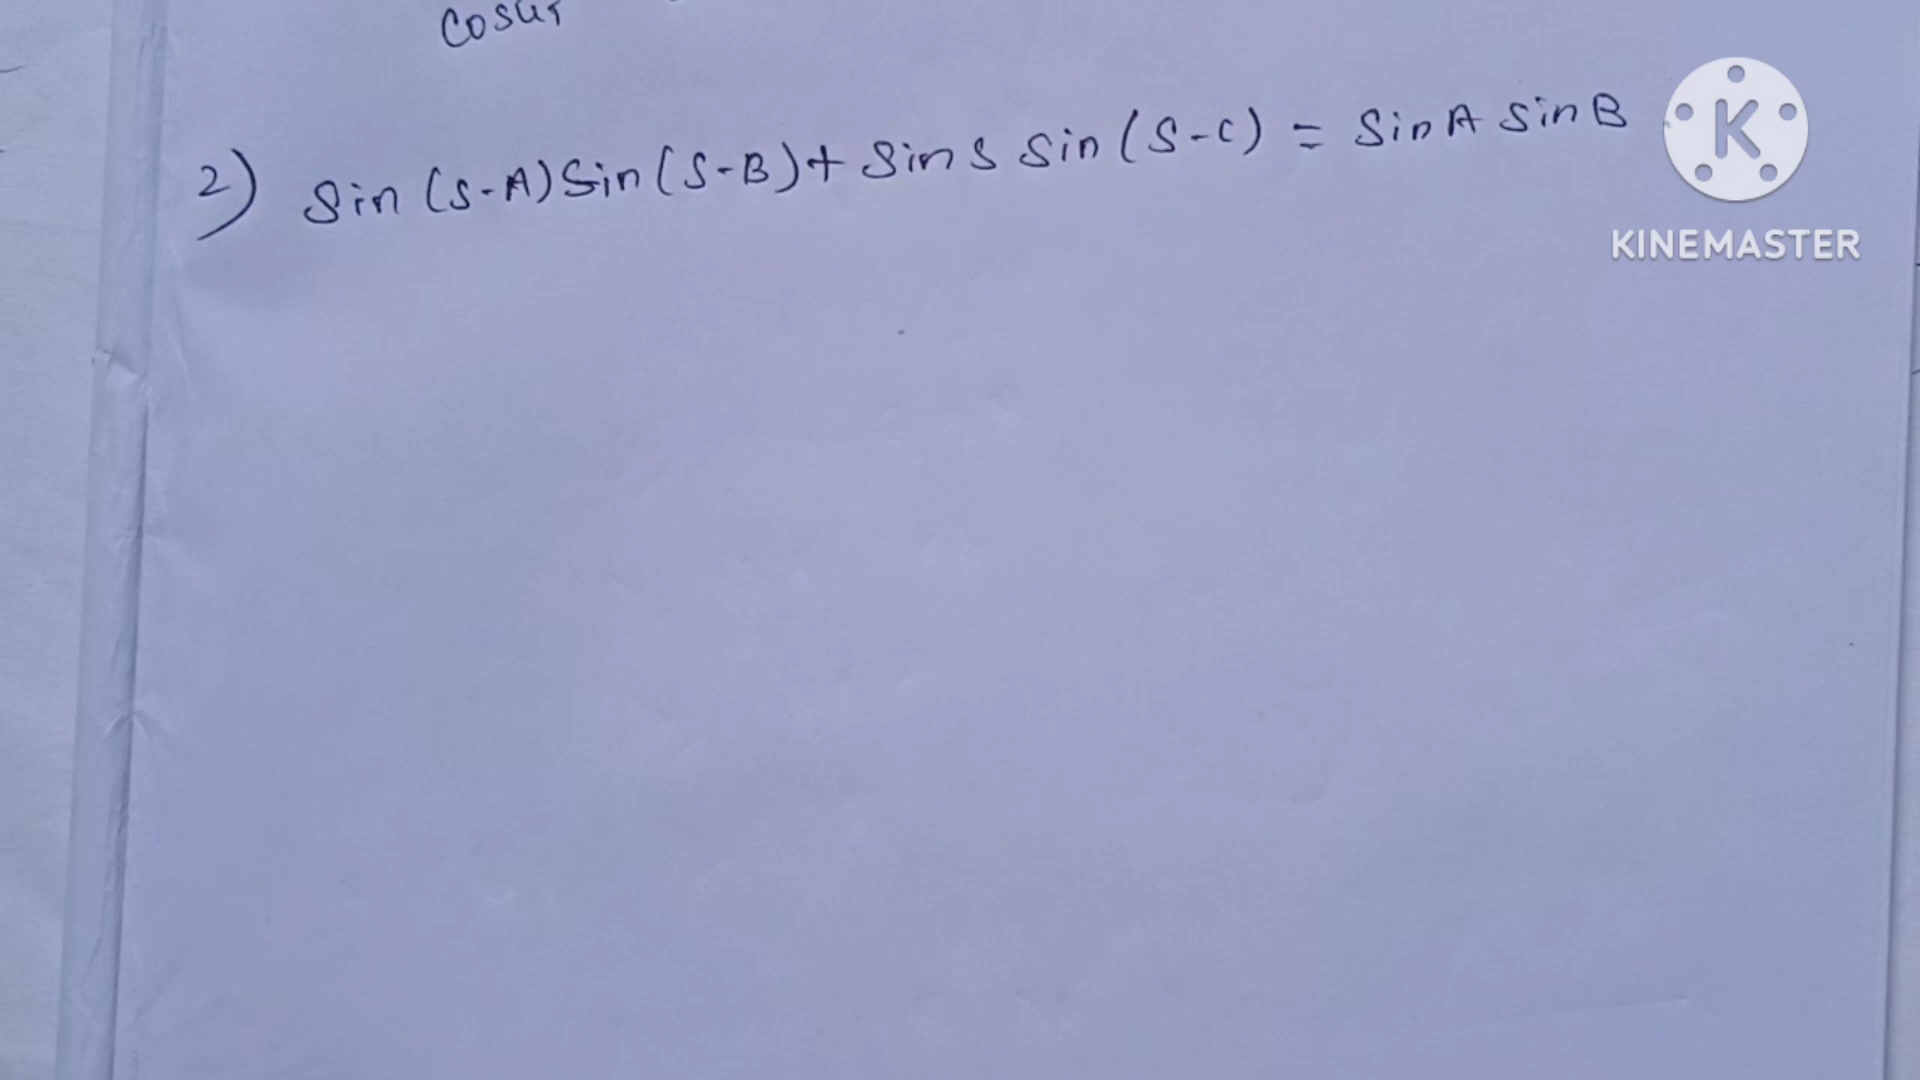 2) Sin (S-A) Sin (S-B) + Sin S Sin (S-C) = Sin A Sin B
KINEMASTER